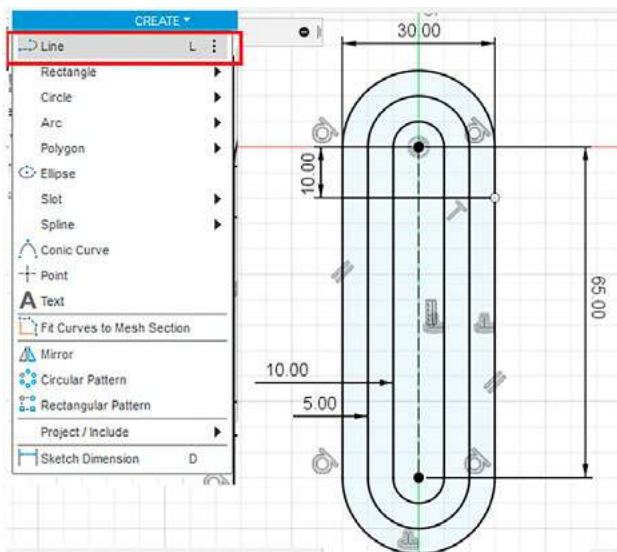 CREATE ▾
Line L
Rectangle
Circle
Arc
Polygon
Ellipse
Slot
Spline
Conic Curve
Point
A Text
Fit Curves to Mesh Section
Mirror
Circular Pattern
Rectangular Pattern
Project / Include
Sketch Dimension D
30.00
10.00
65.00
10.00
5.00